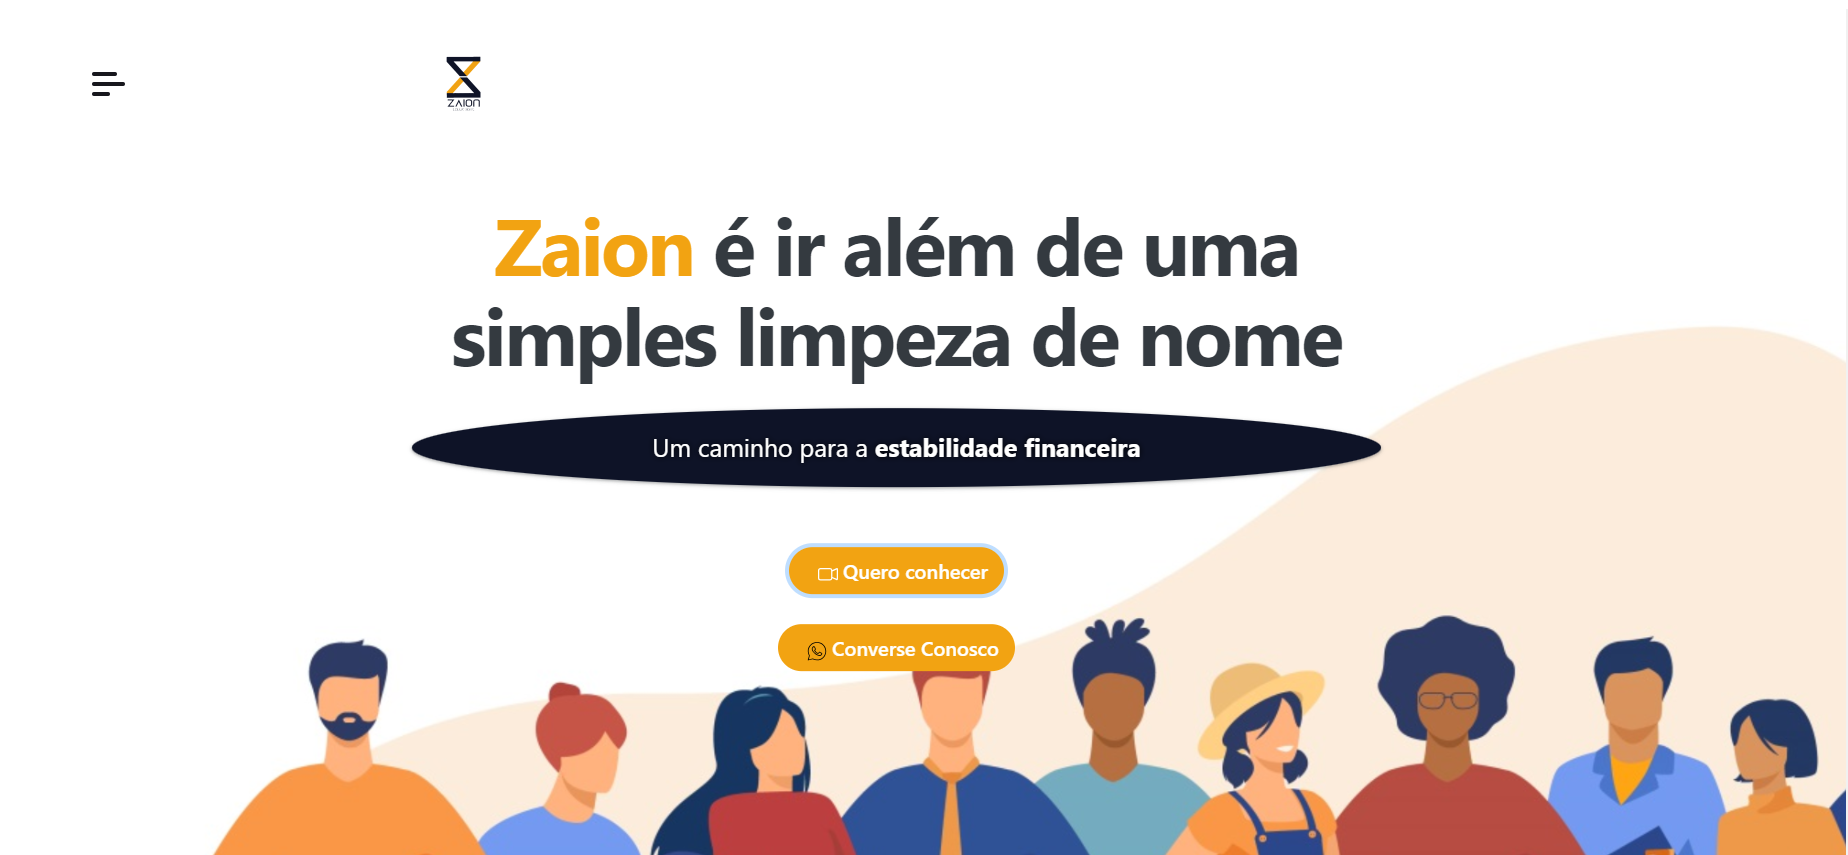 ZAION
Zaion é ir além de uma
simples limpeza de nome
Um caminho para a estabilidade financeira
Quero conhecer
Converse Conosco